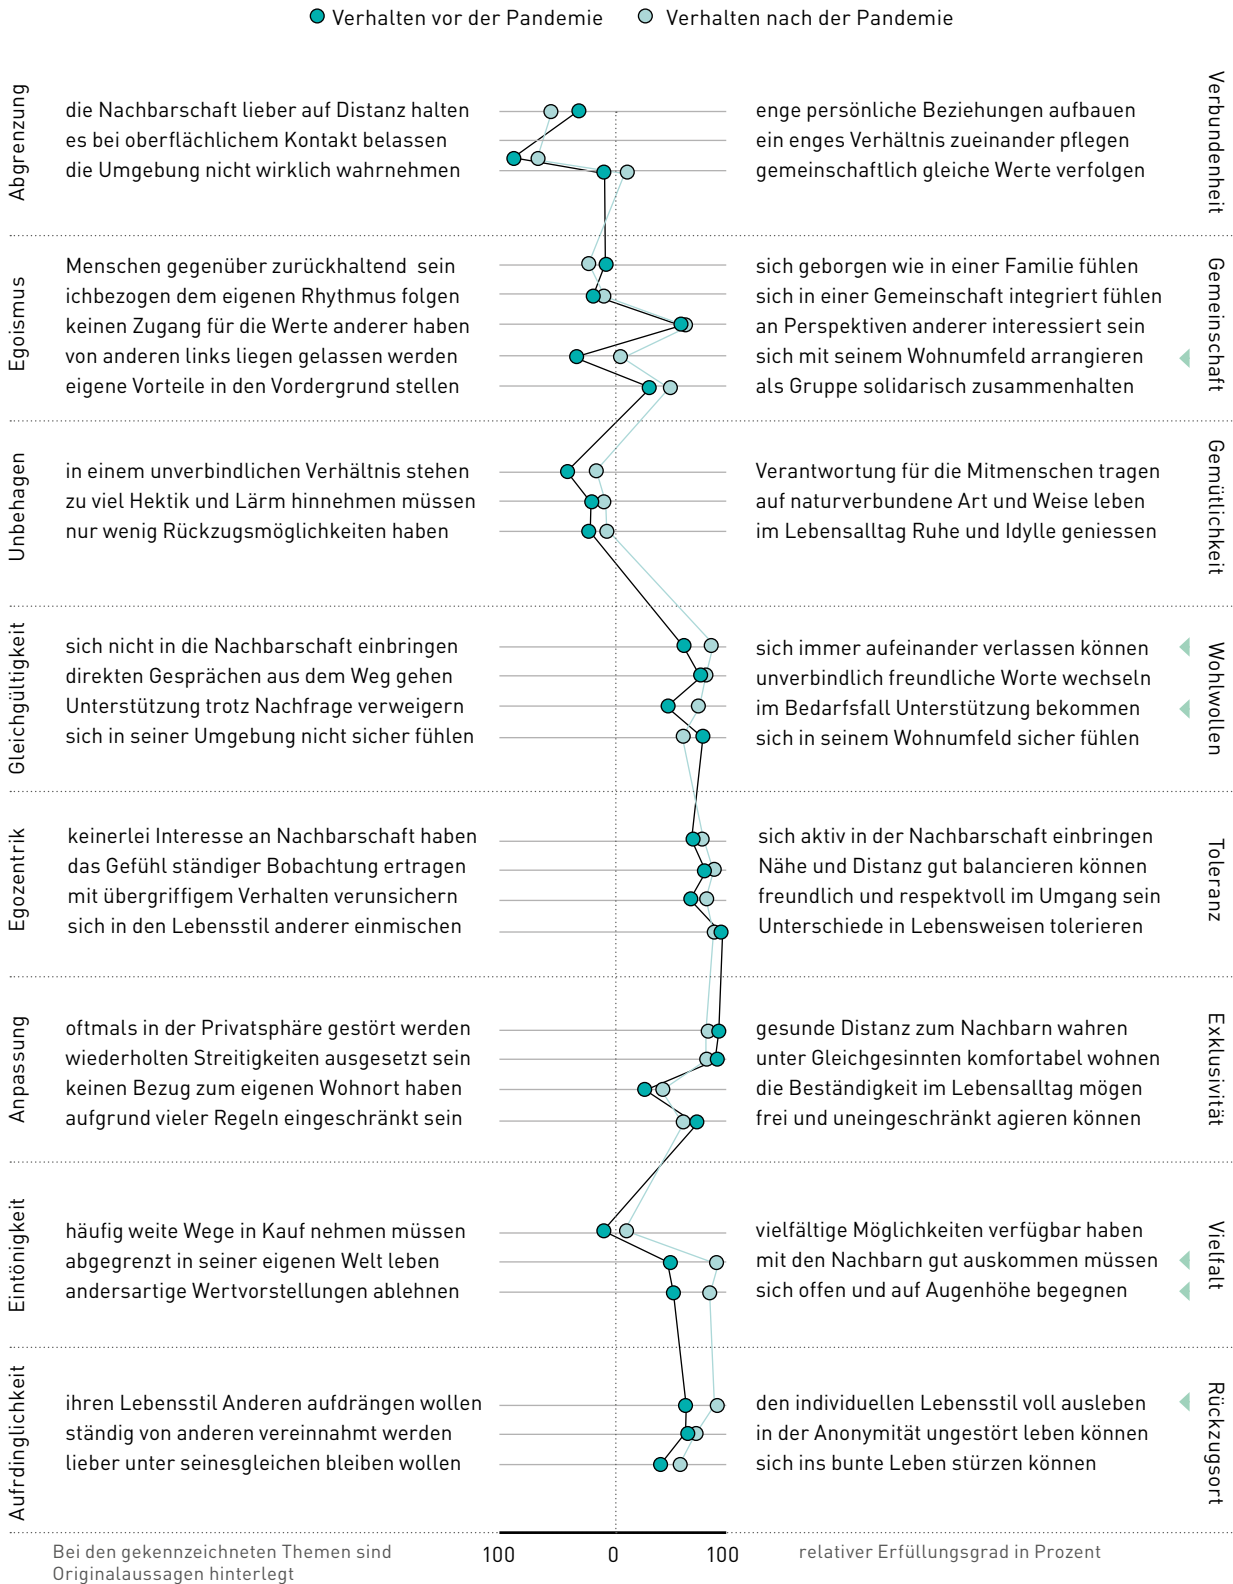 Verhalten vor der Pandemie Verhalten nach der Pandemie
Abgrenzung
Verbundenheit
die Nachbarschaft lieber auf Distanz halten enge persönliche Beziehungen aufbauen
es bei oberflächlichem Kontakt belassen ein enges Verhältnis zueinander pflegen
die Umgebung nicht wirklich wahrnehmen gemeinschaftlich gleiche Werte verfolgen
Egoismus
Gemeinschaft
Menschen gegenüber zurückhaltend sein sich geborgen wie in einer Familie fühlen
ichbezogen dem eigenen Rhythmus folgen sich in einer Gemeinschaft integriert fühlen
keinen Zugang für die Werte anderer haben an Perspektiven anderer interessiert sein
von anderen links liegen gelassen werden sich mit seinem Wohnumfeld arrangieren
eigene Vorteile in den Vordergrund stellen als Gruppe solidarisch zusammenhalten
Unbehagen
Gemütlichkeit
in einem unverbindlichen Verhältnis stehen Verantwortung für die Mitmenschen tragen
zu viel Hektik und Lärm hinnehmen müssen auf naturverbundene Art und Weise leben
nur wenig Rückzugsmöglichkeiten haben im Lebensalltag Ruhe und Idylle geniessen
Gleichgültigkeit
Wohlwollen
sich nicht in die Nachbarschaft einbringen sich immer aufeinander verlassen können
direkten Gesprächen aus dem Weg gehen unverbindlich freundliche Worte wechseln
Unterstützung trotz Nachfrage verweigern im Bedarfsfall Unterstützung bekommen
sich in seiner Umgebung nicht sicher fühlen sich in seinem Wohnumfeld sicher fühlen
Egozentrik
Toleranz
keinerlei Interesse an Nachbarschaft haben sich aktiv in der Nachbarschaft einbringen
das Gefühl ständiger Bobachtung ertragen Nähe und Distanz gut balancieren können
mit übergriffigem Verhalten verunsichern freundlich und respektvoll im Umgang sein
sich in den Lebensstil anderer einmischen Unterschiede in Lebensweisen tolerieren
Anpassung
Exklusivität
oftmals in der Privatsphäre gestört werden gesunde Distanz zum Nachbarn wahren
wiederholten Streitigkeiten ausgesetzt sein unter Gleichgesinnten komfortabel wohnen
keinen Bezug zum eigenen Wohnort haben die Beständigkeit im Lebensalltag mögen
aufgrund vieler Regeln eingeschränkt sein frei und uneingeschränkt agieren können
Eintönigkeit
Vielfalt
häufig weite Wege in Kauf nehmen müssen vielfältige Möglichkeiten verfügbar haben
abgegrenzt in seiner eigenen Welt leben mit den Nachbarn gut auskommen müssen
andersartige Wertvorstellungen ablehnen sich offen und auf Augenhöhe begegnen
Aufrdinglichkeit
Rückzugsort
ihren Lebensstil Anderen aufdrängen wollen den individuellen Lebensstil voll ausleben
ständig von anderen vereinnahmt werden in der Anonymität ungestört leben können
lieber unter seinesgleichen bleiben wollen sich ins bunte Leben stürzen können
Bei den gekennzeichneten Themen sind 100 0 100 relativer Erfüllungsgrad in Prozent
Originalaussagen hinterlegt